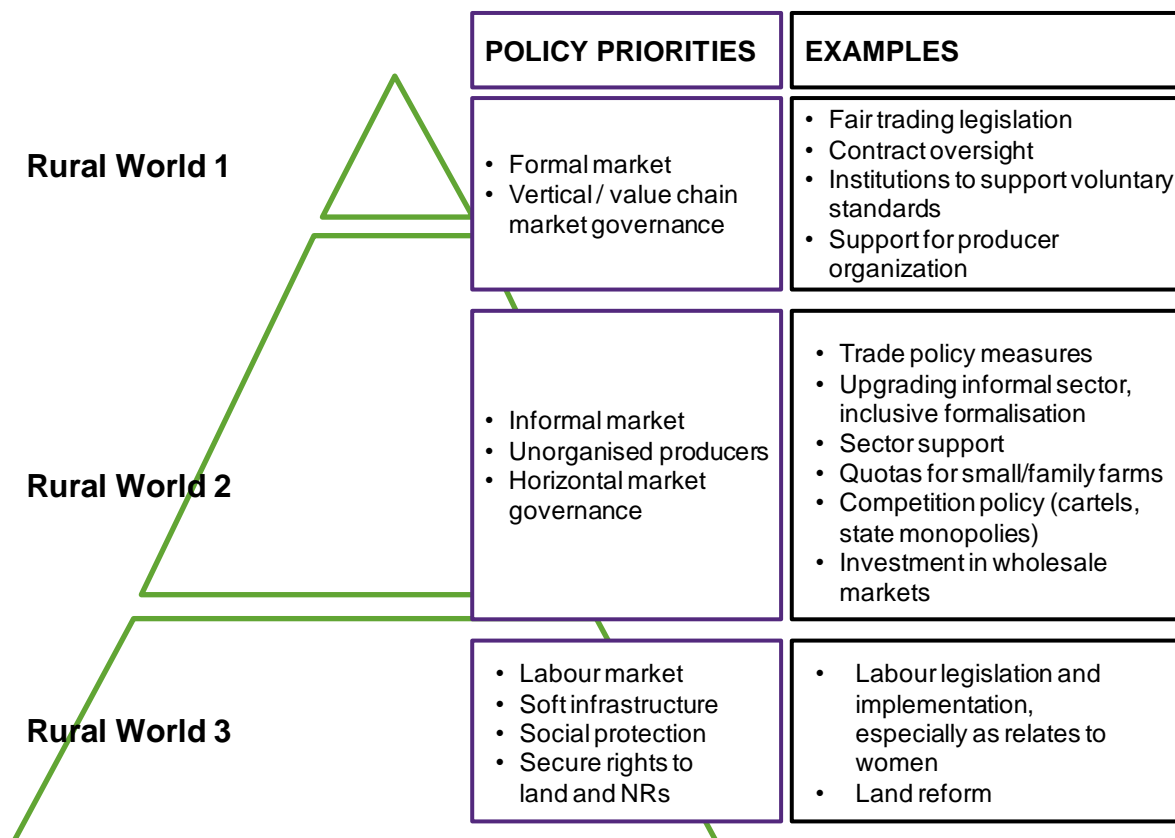 POLICY PRIORITIES
EXAMPLES
Rural World 1
• Formal market
• Vertical / value chain
market governance
• Fair trading legislation
• Contract oversight
• Institutions to support voluntary
standards
• Support for producer
organization
Rural World 2
• Informal market
• Unorganised producers
• Horizontal market
governance
• Trade policy measures
• Upgrading informal sector,
inclusive formalisation
• Sector support
• Quotas for small/family farms
• Competition policy (cartels,
state monopolies)
• Investment in wholesale
markets
Rural World 3
• Labour market
• Soft infrastructure
• Social protection
• Secure rights to
land and NRs
• Labour legislation and
implementation,
especially as relates to
women
• Land reform